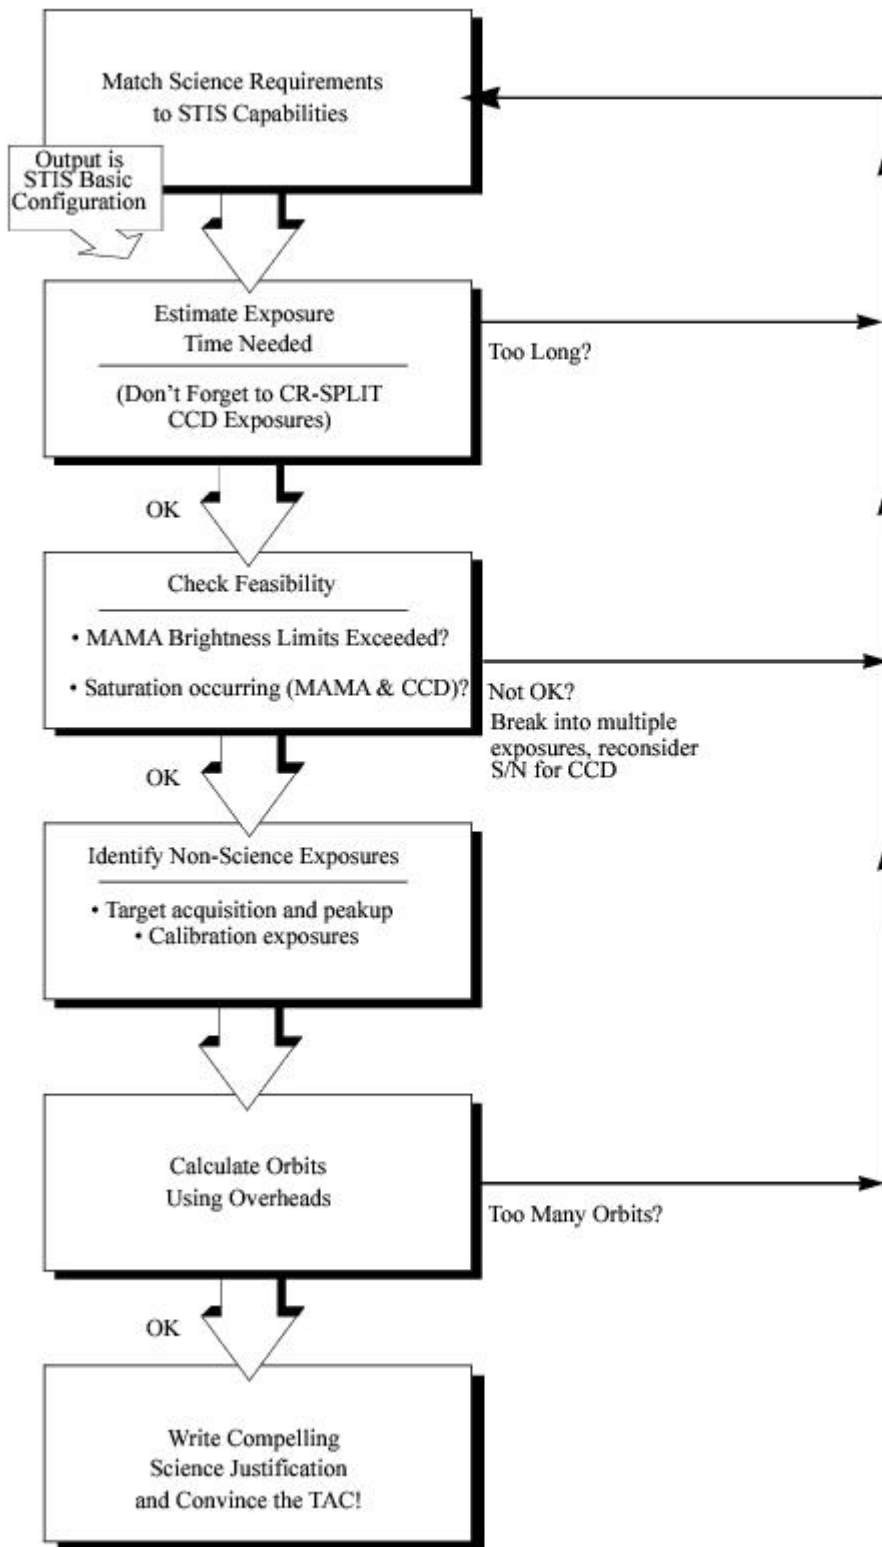 Match Science Requirements
to STIS Capabilities
Output is
STIS Basic
Configuration
Estimate Exposure
Time Needed
(Don't Forget to CR-SPLIT
CCD Exposures)
Too Long?
OK
Check Feasibility
• MAMA Brightness Limits Exceeded?
• Saturation occurring (MAMA & CCD)?
Not OK?
Break into multiple
exposures, reconsider
S/N for CCD
OK
Identify Non-Science Exposures
• Target acquisition and peakup
• Calibration exposures
Calculate Orbits
Using Overheads
Too Many Orbits?
OK
Write Compelling
Science Justification
and Convince the TAC!